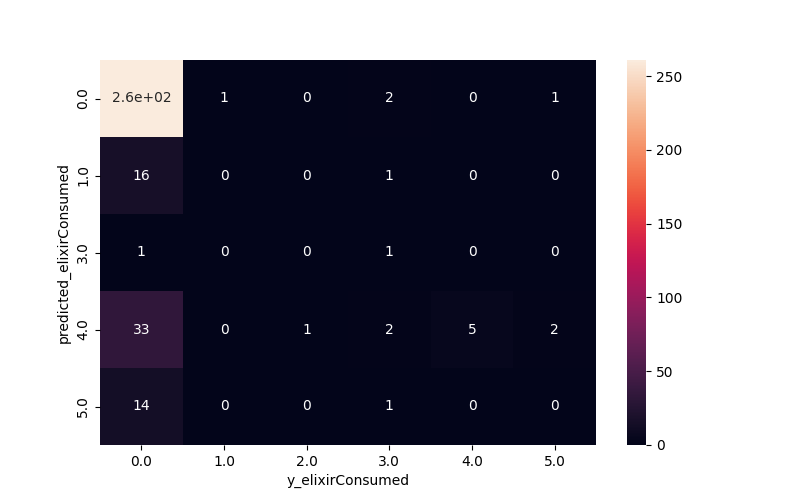 0.0 2.6e+02 1 0 2 0 1
1.0 16 0 0 1 0 0
3.0 1 0 0 1 0 0
4.0 33 0 1 2 5 2
5.0 14 0 0 1 0 0
0.0 1.0 2.0 3.0 4.0 5.0
y_elixirConsumed
predicted_elixirConsumed
250
200
150
100
50
0